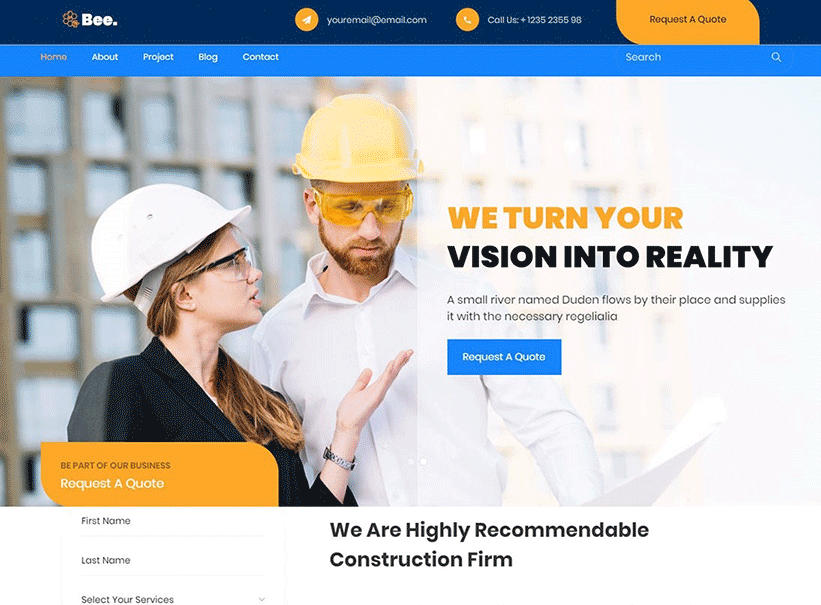 Bee.
youremail@email.com
Call Us: + 1235 2355 98
Request A Quote
Home
About
Project
Blog
Contact
Search
WE TURN YOUR
VISION INTO REALITY
A small river named Duden flows by their place and supplies
it with the necessary regelialia
Request A Quote
BE PART OF OUR BUSINESS
Request A Quote
First Name
Last Name
Select Your Services
We Are Highly Recommendable
Construction Firm